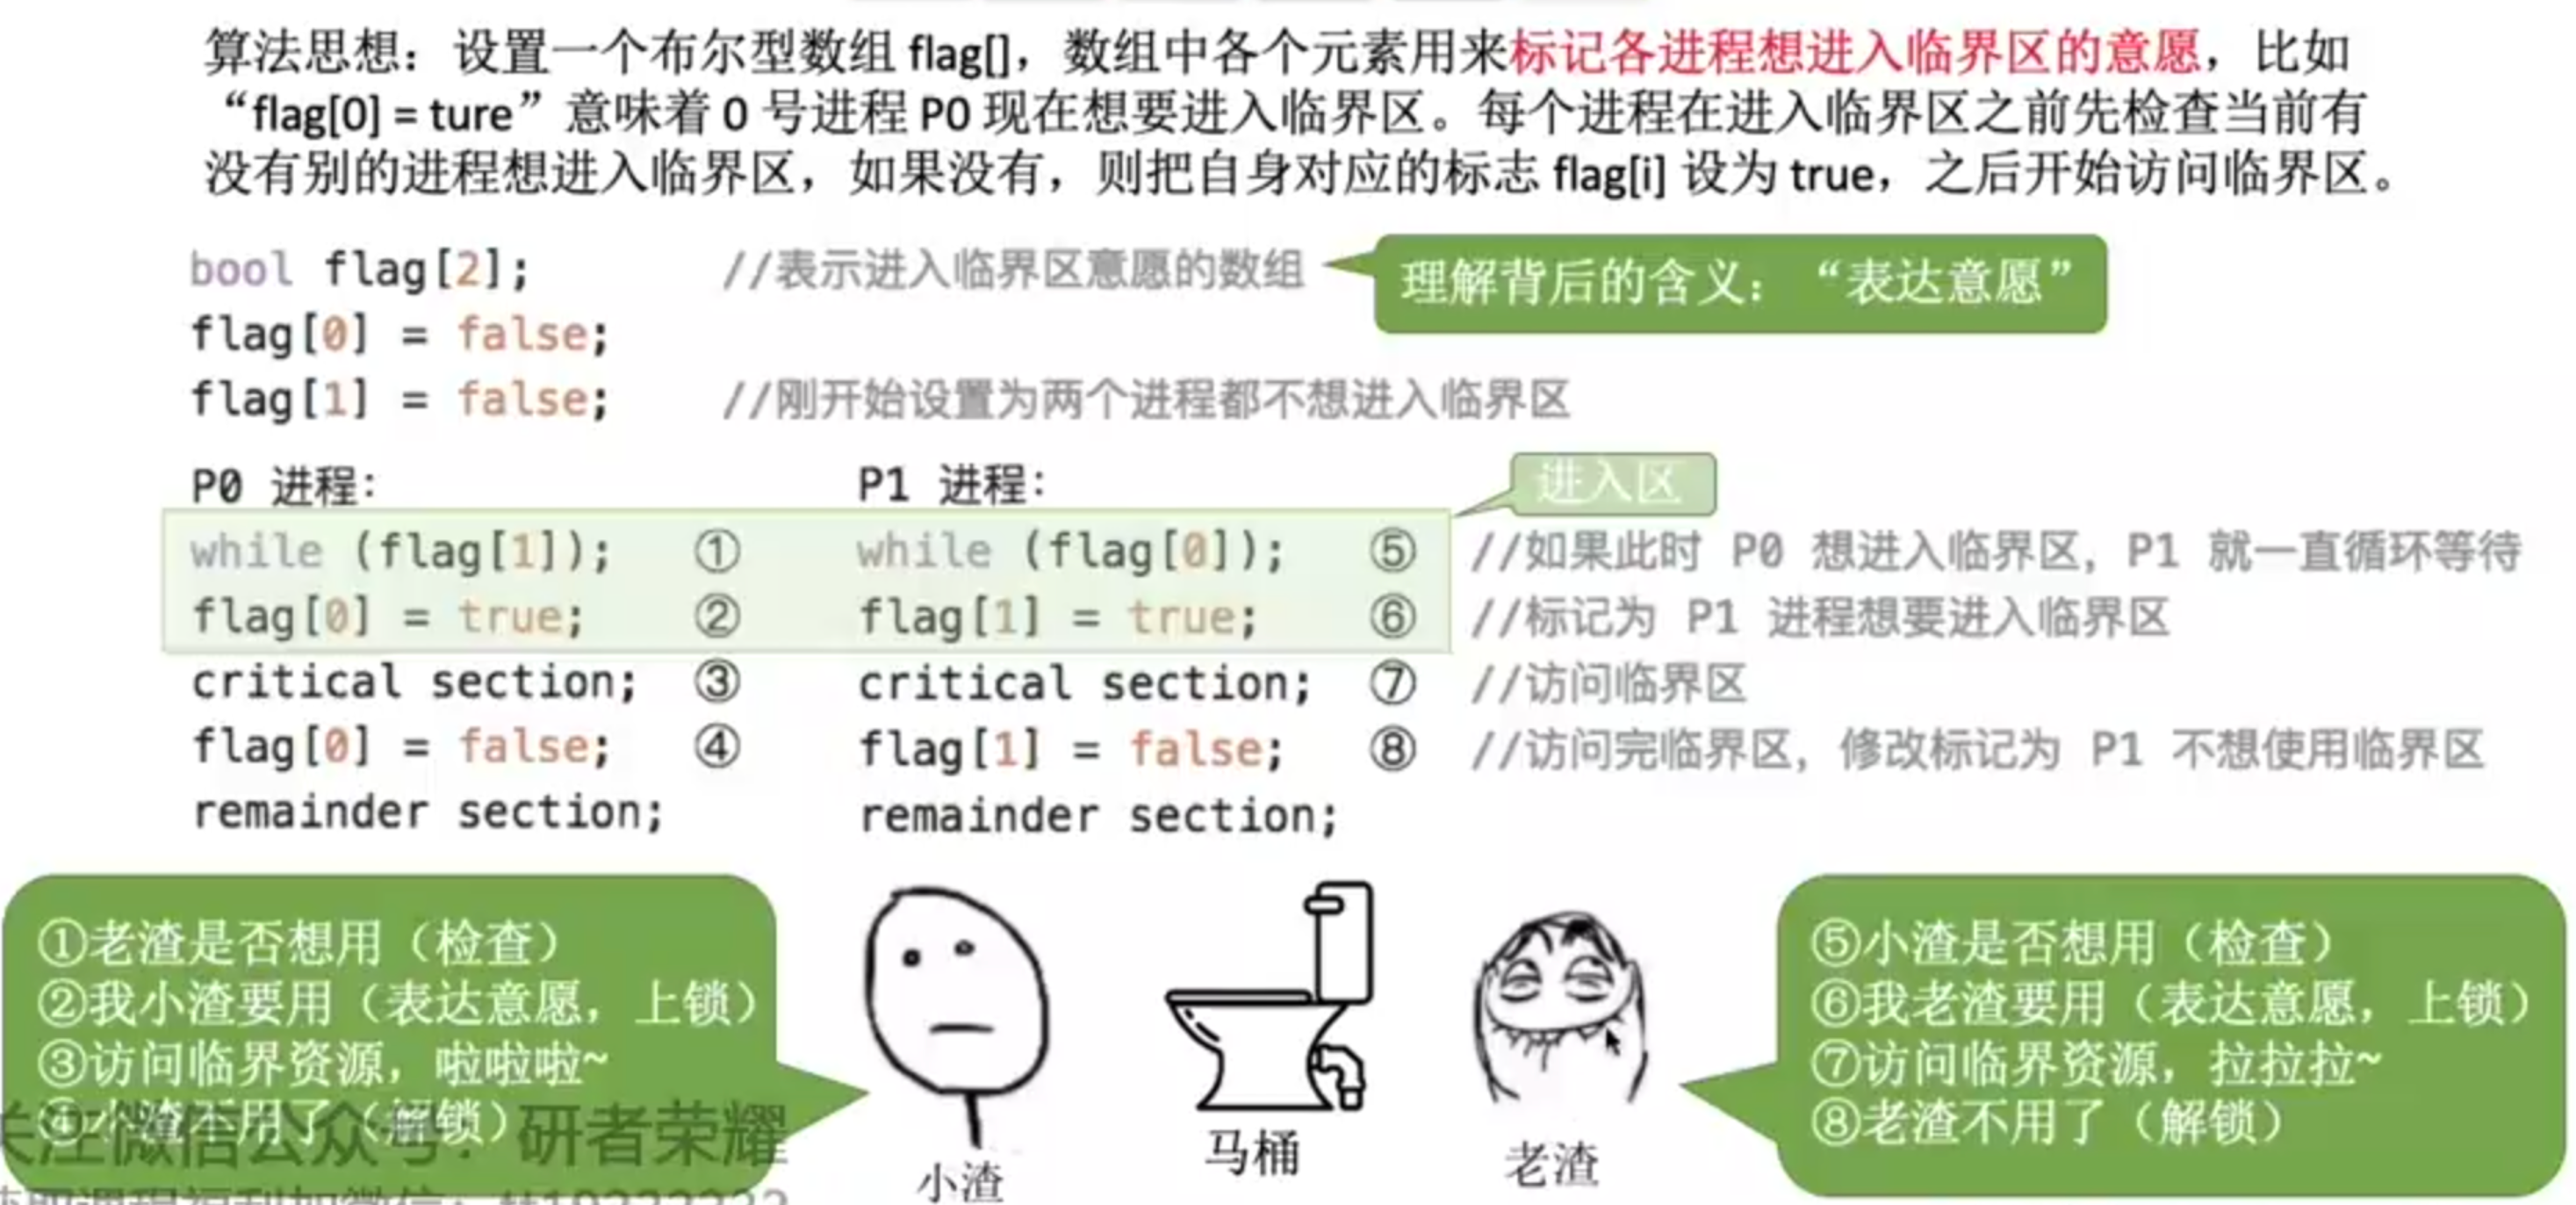 算法思想：设置一个布尔型数组 flag[]，数组中各个元素用来标记各进程想进入临界区的意愿，比如
“flag[0] = ture”意味着 0 号进程 P0 现在想要进入临界区。每个进程在进入临界区之前先检查当前有
没有别的进程想进入临界区，如果没有，则把自身对应的标志 flag[i] 设为 true，之后开始访问临界区。
bool flag[2]; //表示进入临界区意愿的数组
理解背后的含义：“表达意愿”
flag[0] = false;
flag[1] = false; //刚开始设置为两个进程都不想进入临界区
P0 进程： P1 进程：
进入区
while (flag[1]); ① while (flag[0]); ⑤ //如果此时 P0 想进入临界区，P1 就一直循环等待
flag[0] = true; ② flag[1] = true; ⑥ //标记为 P1 进程想要进入临界区
critical section; ③ critical section; ⑦ //访问临界区
flag[0] = false; ④ flag[1] = false; ⑧ //访问完临界区，修改标记为 P1 不想使用临界区
remainder section; remainder section;
①老渣是否想用（检查）
②我小渣要用（表达意愿，上锁）
③访问临界资源，啦啦啦~
④小渣不用了（解锁）
关注微信公众号：研者荣耀
小渣
马桶
老渣
⑤小渣是否想用（检查）
⑥我老渣要用（表达意愿，上锁）
⑦访问临界资源，拉拉拉~
⑧老渣不用了（解锁）